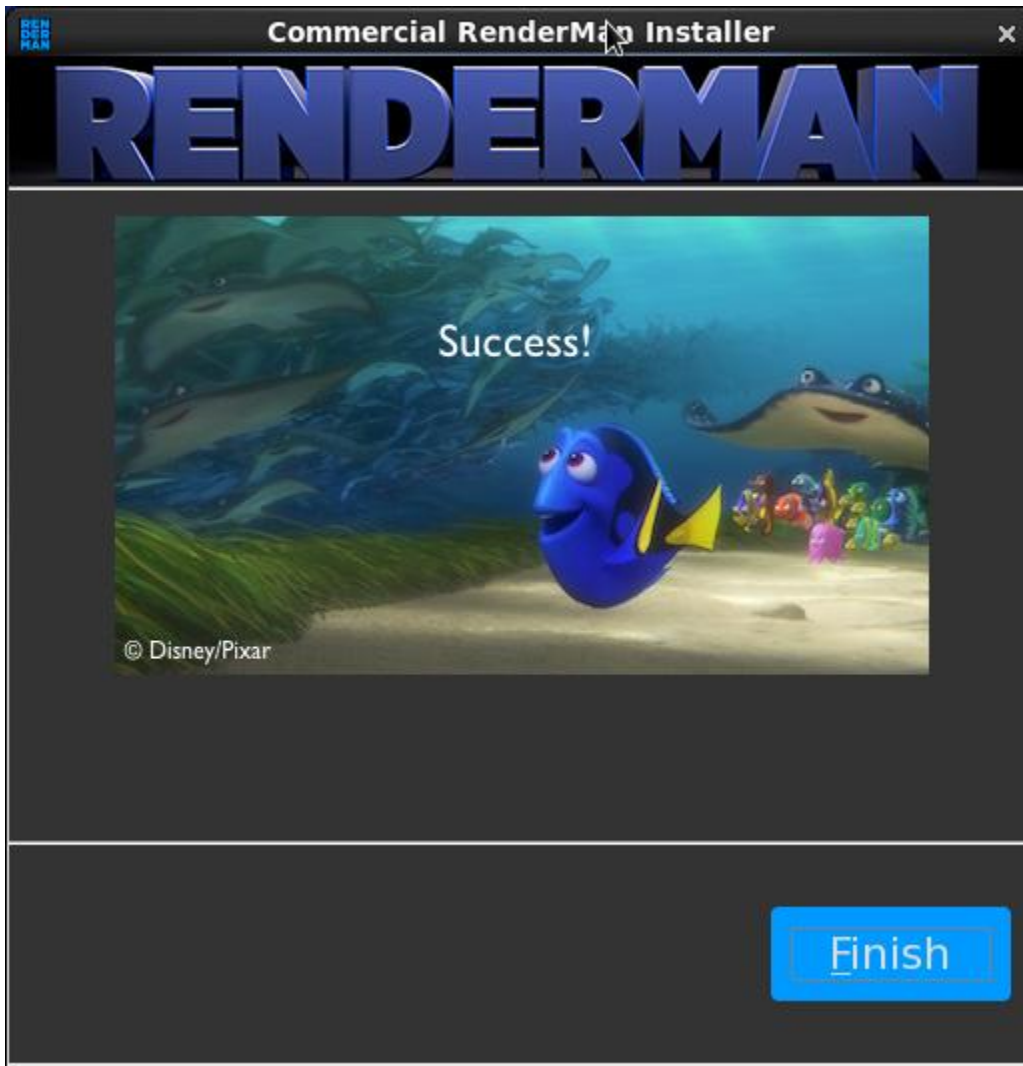 REN
DER
MAN
Commercial RenderMan Installer
RENDERMAN
Success!
© Disney/Pixar
Finish